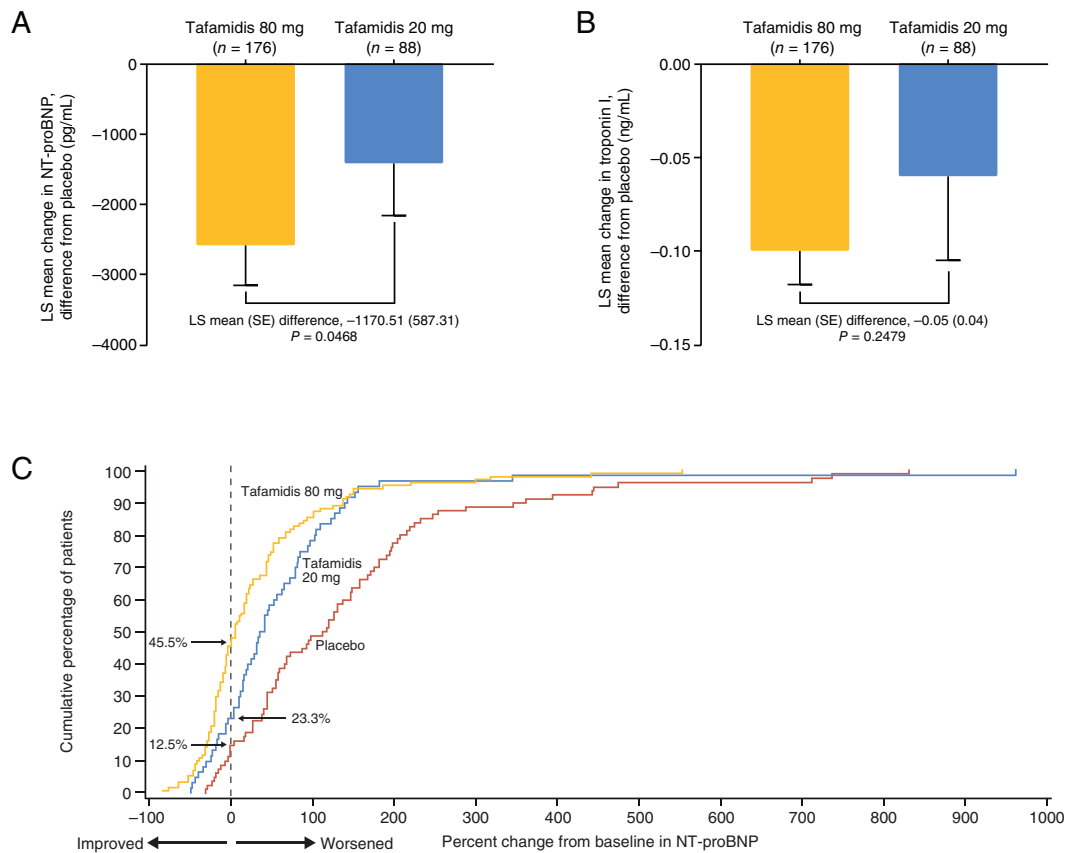 A
Tafamidis 80 mg
(n = 176)
Tafamidis 20 mg
(n = 88)
LS mean change in NT-proBNP,
difference from placebo (pg/mL)
0
–1000
–2000
–3000
–4000
LS mean (SE) difference, –1170.51 (587.31)
P = 0.0468
B
Tafamidis 80 mg
(n = 176)
Tafamidis 20 mg
(n = 88)
LS mean change in troponin I,
difference from placebo (ng/mL)
0.00
–0.05
–0.10
–0.15
LS mean (SE) difference, –0.05 (0.04)
P = 0.2479
C
Cumulative percentage of patients
100
90
80
70
60
50
40
30
20
10
0
Tafamidis 80 mg
Tafamidis
20 mg
Placebo
45.5%
23.3%
12.5%
–100
0
100
200
300
400
500
600
700
800
900
1000
Improved
Worsened
Percent change from baseline in NT-proBNP